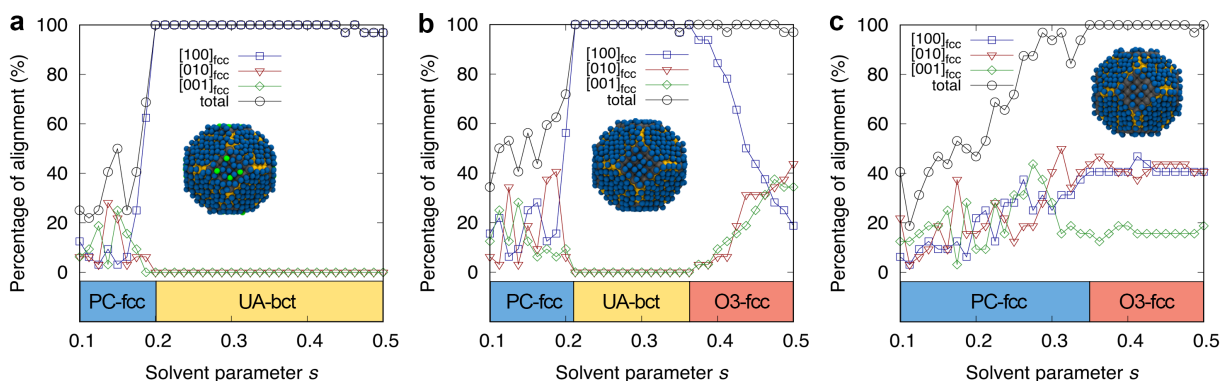 a
Percentage of alignment (%)
100
80
60
40
20
0
[100]fcc
[010]fcc
[001]fcc
total
PC-fcc
UA-bct
0.1
0.2
0.3
0.4
0.5
Solvent parameter s
b
Percentage of alignment (%)
100
80
60
40
20
0
[100]fcc
[010]fcc
[001]fcc
total
PC-fcc
UA-bct
O3-fcc
0.1
0.2
0.3
0.4
0.5
Solvent parameter s
c
Percentage of alignment (%)
100
80
60
40
20
0
[100]fcc
[010]fcc
[001]fcc
total
PC-fcc
O3-fcc
0.1
0.2
0.3
0.4
0.5
Solvent parameter s